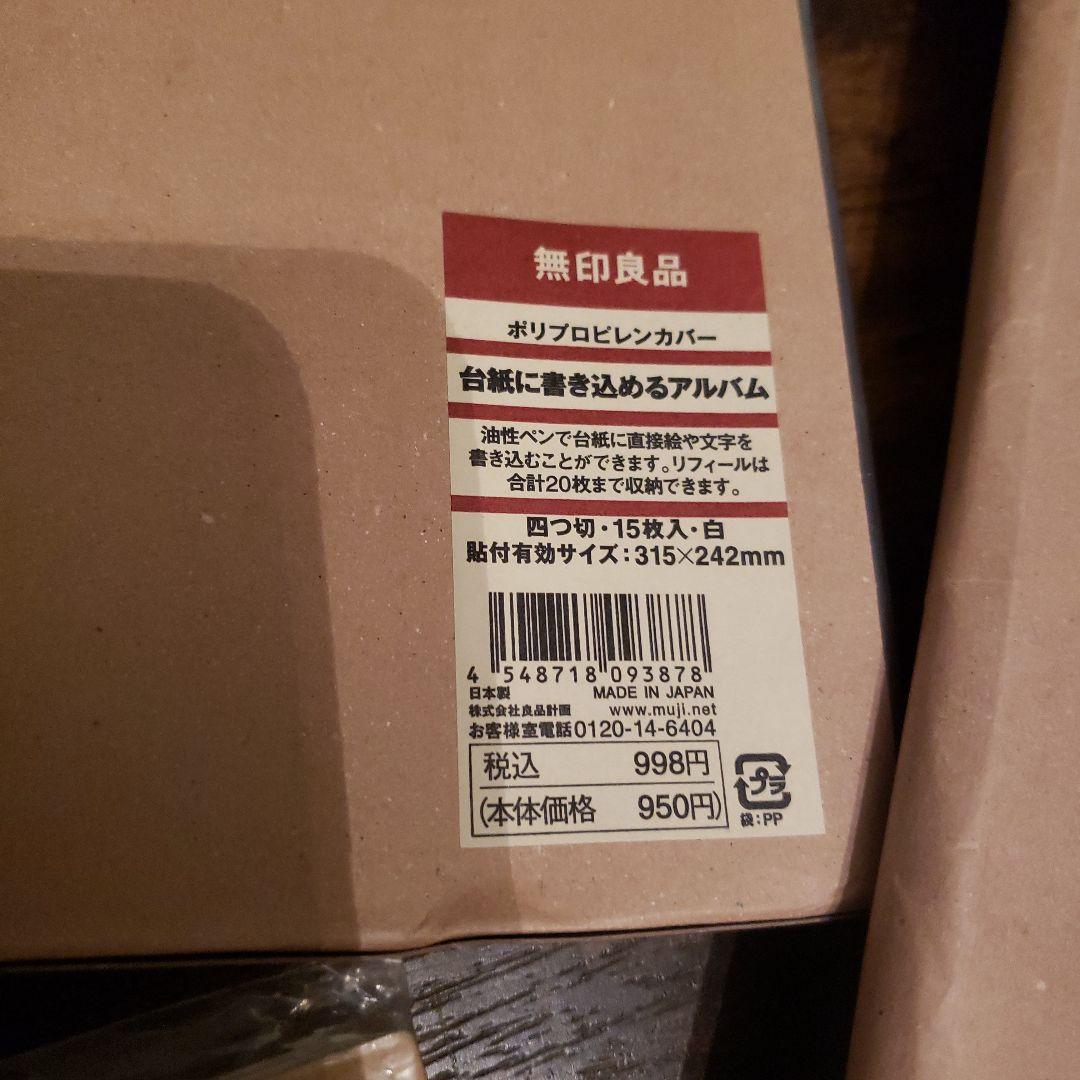 無印良品
ポリプロピレンカバー
台紙に書き込めるアルバム
油性ペンで台紙に直接絵や文字を
書き込むことができます。リフィールは
合計20枚まで収納できます。
四つ切・15枚入・白
貼付有効サイズ：315×242mm
4 548718 093878
日本製 MADE IN JAPAN
株式会社良品計画 www.muji.net
お客様室電話0120-14-6404
税込 998円
(本体価格 950円)
プラ
袋：PP